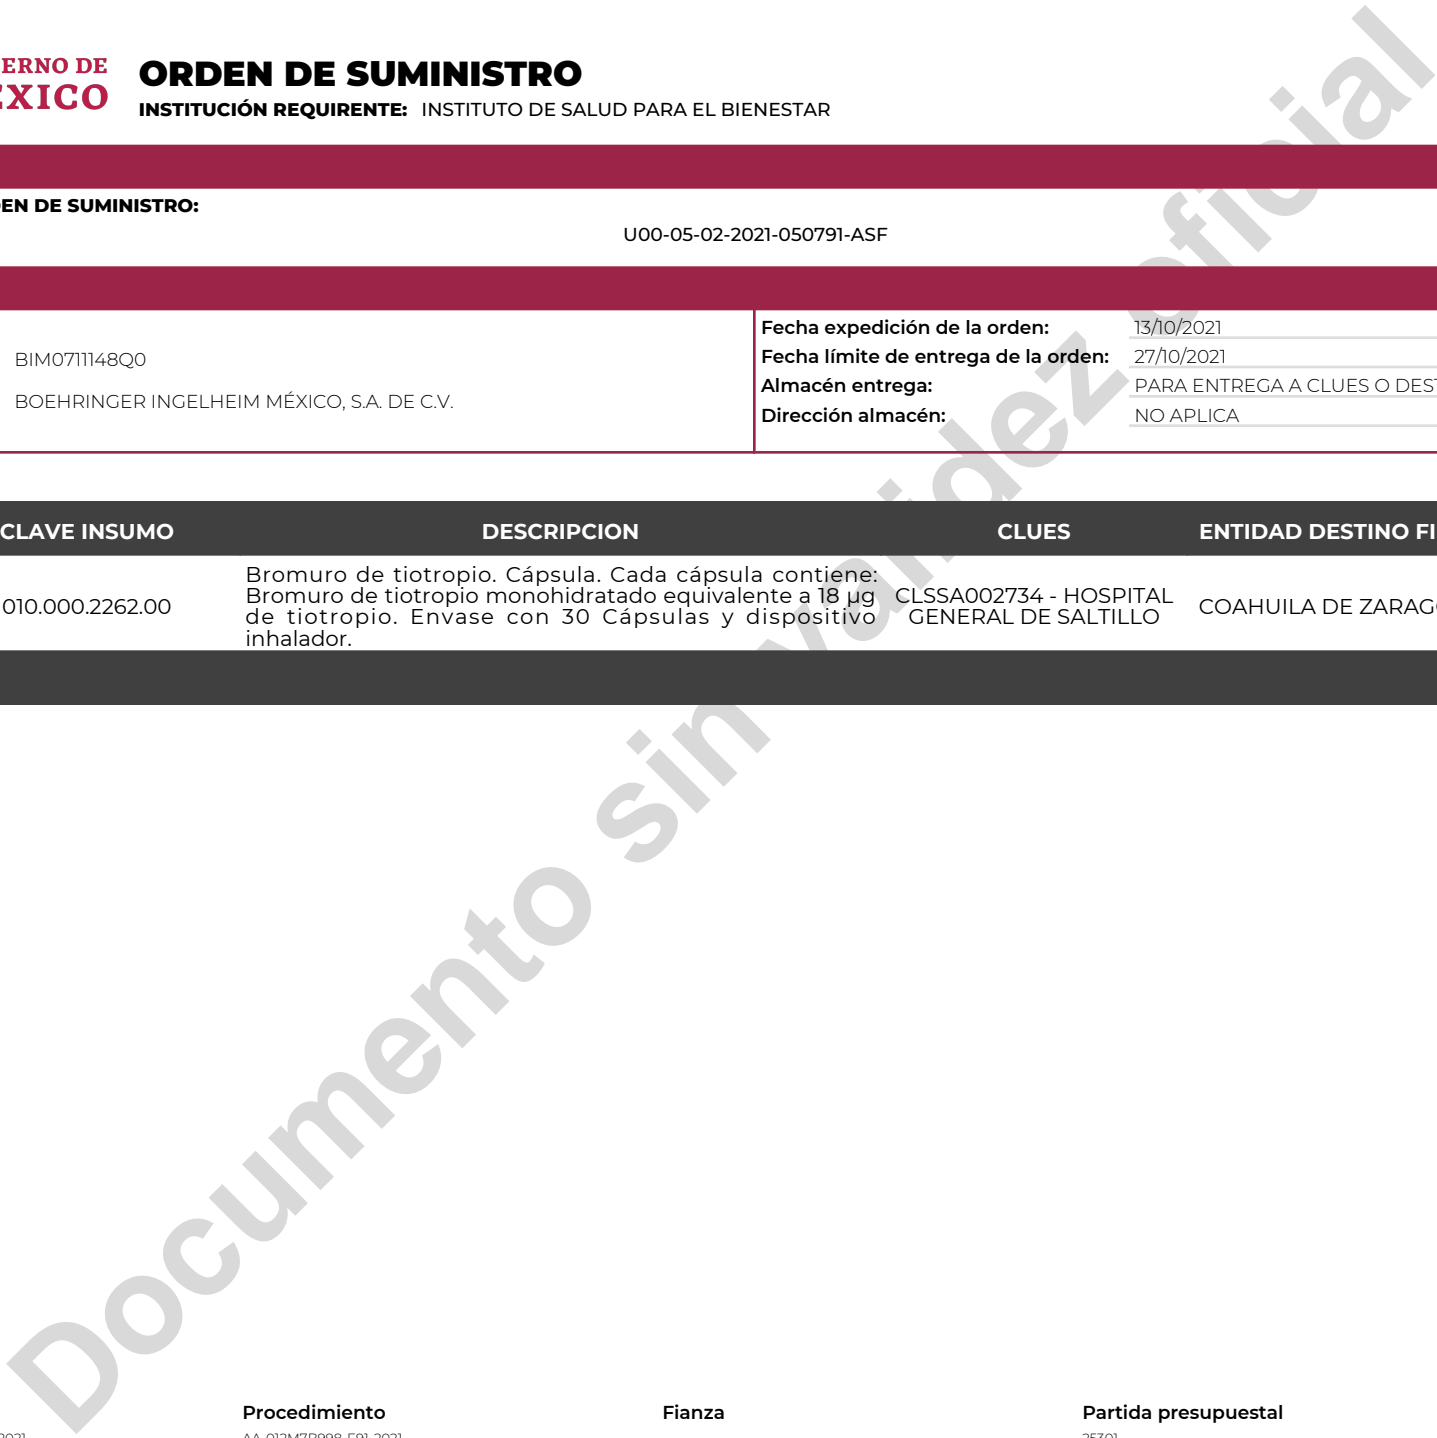 ERNO DE
ÉXICO
ORDEN DE SUMINISTRO
INSTITUCIÓN REQUIRENTE: INSTITUTO DE SALUD PARA EL BIENESTAR
EN DE SUMINISTRO:
U00-05-02-2021-050791-ASF
BIM0711148Q0
BOEHRINGER INGELHEIM MÉXICO, S.A. DE C.V.
Fecha expedición de la orden: 13/10/2021
Fecha límite de entrega de la orden: 27/10/2021
Almacén entrega: PARA ENTREGA A CLUES O DEST
Dirección almacén: NO APLICA
CLAVE INSUMO DESCRIPCION CLUES ENTIDAD DESTINO FI
010.000.2262.00
Bromuro de tiotropio. Cápsula. Cada cápsula contiene:
Bromuro de tiotropio monohidratado equivalente a 18 µg
de tiotropio. Envase con 30 Cápsulas y dispositivo
inhalador.
CLSSA002734 - HOSPITAL
GENERAL DE SALTILLO
COAHUILA DE ZARAG
Documento sin validez oficial
Procedimiento Fianza Partida presupuestal